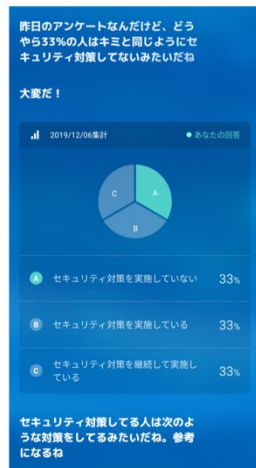 昨日のアンケートなんだけど、どう
やら33%の人はキミと同じようにセ
キュリティ対策してないみたいだね
大変だ！
2019/12/06集計
あなたの回答
C
A
B
A セキュリティ対策を実施していない 33%
B セキュリティ対策を実施している 33%
C セキュリティ対策を継続して実施し
ている 33%
セキュリティ対策してる人は次のよ
うな対策をしてるみたいだね。参考
になるね